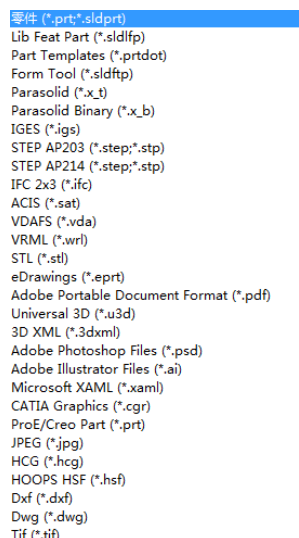 零件 (*.prt;*.sldprt)
Lib Feat Part (*.sldlfp)
Part Templates (*.prtdot)
Form Tool (*.sldftp)
Parasolid (*.x_t)
Parasolid Binary (*.x_b)
IGES (*.igs)
STEP AP203 (*.step;*.stp)
STEP AP214 (*.step;*.stp)
IFC 2x3 (*.ifc)
ACIS (*.sat)
VDAFS (*.vda)
VRML (*.wrl)
STL (*.stl)
eDrawings (*.eprt)
Adobe Portable Document Format (*.pdf)
Universal 3D (*.u3d)
3D XML (*.3dxml)
Adobe Photoshop Files (*.psd)
Adobe Illustrator Files (*.ai)
Microsoft XAML (*.xaml)
CATIA Graphics (*.cgr)
ProE/Creo Part (*.prt)
JPEG (*.jpg)
HCG (*.hcg)
HOOPS HSF (*.hsf)
Dxf (*.dxf)
Dwg (*.dwg)
Tif (*.tif)